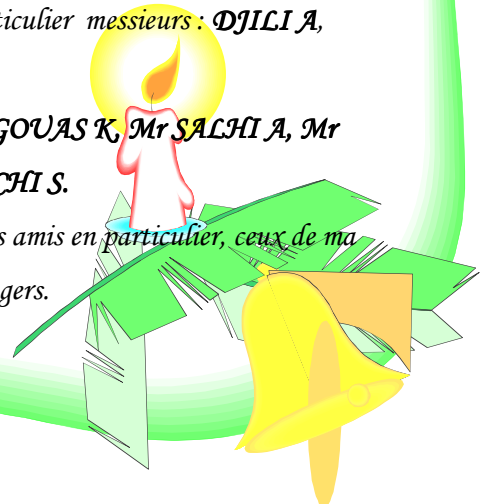 ticulier messieurs : DJILI A,
GOUAS K, Mr SALHI A, Mr
CHI S.
s amis en particulier, ceux de ma
gers.